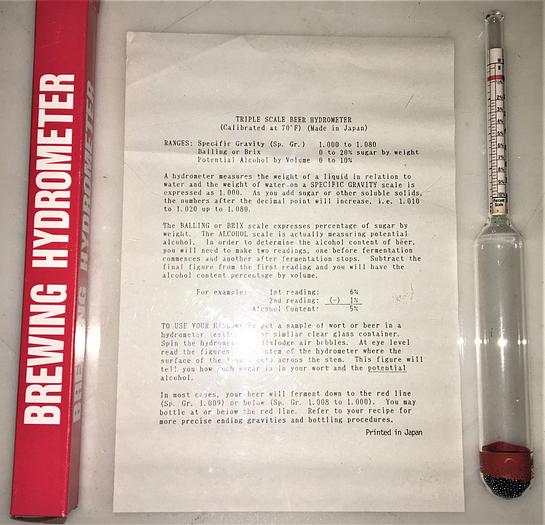 BREWING HYDROMETER
TRIPLE SCALE BEER HYDROMETER
(Calibrated at 70°F) (Made in Japan)
RANGES: Specific Gravity (Sp. Gr.) 1.000 to 1.080
Balling or Brix 0 to 20% sugar by weight
Potential Alcohol by Volume 0 to 10%
A hydrometer measures the weight of a liquid in relation to
water and the weight of water on a SPECIFIC GRAVITY scale is
expressed as 1.000. As you add sugar or other soluble solids,
the numbers after the decimal point will increase, i.e. 1.010
to 1.020 up to 1.080.
The BALLING or BRIX scale expresses percentage of sugar by
weight. The ALCOHOL scale is actually measuring potential
alcohol. In order to determine the alcohol content of beer,
you will need to make two readings, one before fermentation
commences and another after fermentation stops. Subtract the
final figure from the first reading and you will have the
alcohol content percentage by volume.
For example: 1st reading: 6%
2nd reading: (-) 1%
Alcohol Content: 5%
TO USE YOUR get a sample of wort or beer in a
hydrometer or similar clear glass container.
Spin the dislodge air bubbles. At eye level
read the figures stem of the hydrometer where the
surface of the cuts across the stem. This figure will
tell you how much sugar is in your wort and the potential
alcohol.
In most cases, your beer will ferment down to the red line
(Sp. Gr. 1.009) or below (Sp. Gr. 1.008 to 1.000). You may
bottle at or below the red line. Refer to your recipe for
more precise ending gravities and bottling procedures.
Printed in Japan